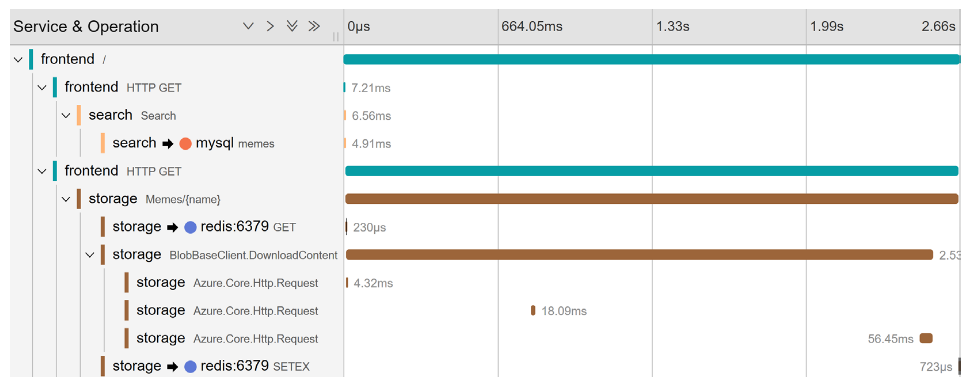 Service & Operation 0μs 664.05ms 1.33s 1.99s 2.66s
frontend /
frontend HTTP GET 7.21ms
search Search 6.56ms
search ➡ mysql memes 4.91ms
frontend HTTP GET
storage Memes/{name}
storage ➡ redis:6379 GET 230μs
storage BlobBaseClient.DownloadContent 2.53
storage Azure.Core.Http.Request 4.32ms
storage Azure.Core.Http.Request 18.09ms
storage Azure.Core.Http.Request 56.45ms
storage ➡ redis:6379 SETEX 723μs